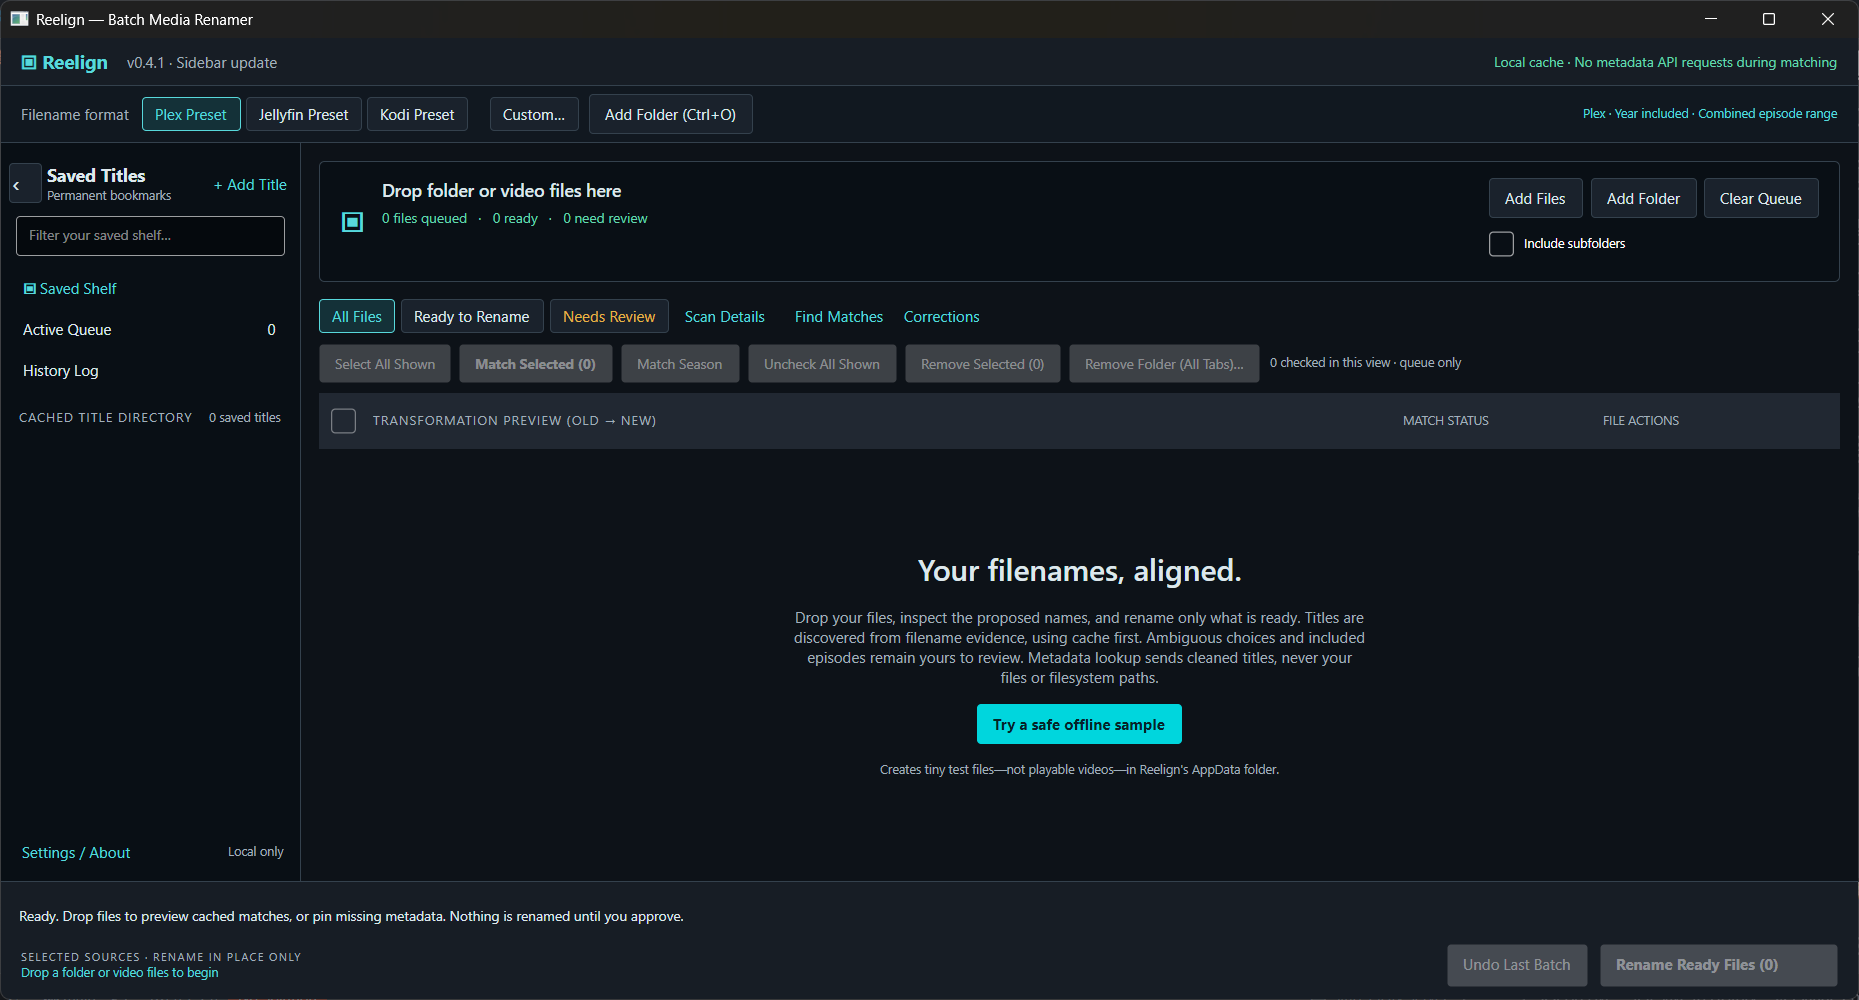 Reelign — Batch Media Renamer
Reelign v0.4.1 · Sidebar update
Local cache · No metadata API requests during matching
Filename format Plex Preset Jellyfin Preset Kodi Preset Custom... Add Folder (Ctrl+O)
Plex · Year included · Combined episode range
Saved Titles
Permanent bookmarks
+ Add Title
Filter your saved shelf...
Saved Shelf
Active Queue 0
History Log
CACHED TITLE DIRECTORY 0 saved titles
Settings / About Local only
Drop folder or video files here
0 files queued · 0 ready · 0 need review
Add Files Add Folder Clear Queue
Include subfolders
All Files Ready to Rename Needs Review Scan Details Find Matches Corrections
Select All Shown Match Selected (0) Match Season Uncheck All Shown Remove Selected (0) Remove Folder (All Tabs)... 0 checked in this view · queue only
TRANSFORMATION PREVIEW (OLD → NEW) MATCH STATUS FILE ACTIONS
Your filenames, aligned.
Drop your files, inspect the proposed names, and rename only what is ready. Titles are
discovered from filename evidence, using cache first. Ambiguous choices and included
episodes remain yours to review. Metadata lookup sends cleaned titles, never your
files or filesystem paths.
Try a safe offline sample
Creates tiny test files—not playable videos—in Reelign's AppData folder.
Ready. Drop files to preview cached matches, or pin missing metadata. Nothing is renamed until you approve.
SELECTED SOURCES · RENAME IN PLACE ONLY
Drop a folder or video files to begin
Undo Last Batch Rename Ready Files (0)